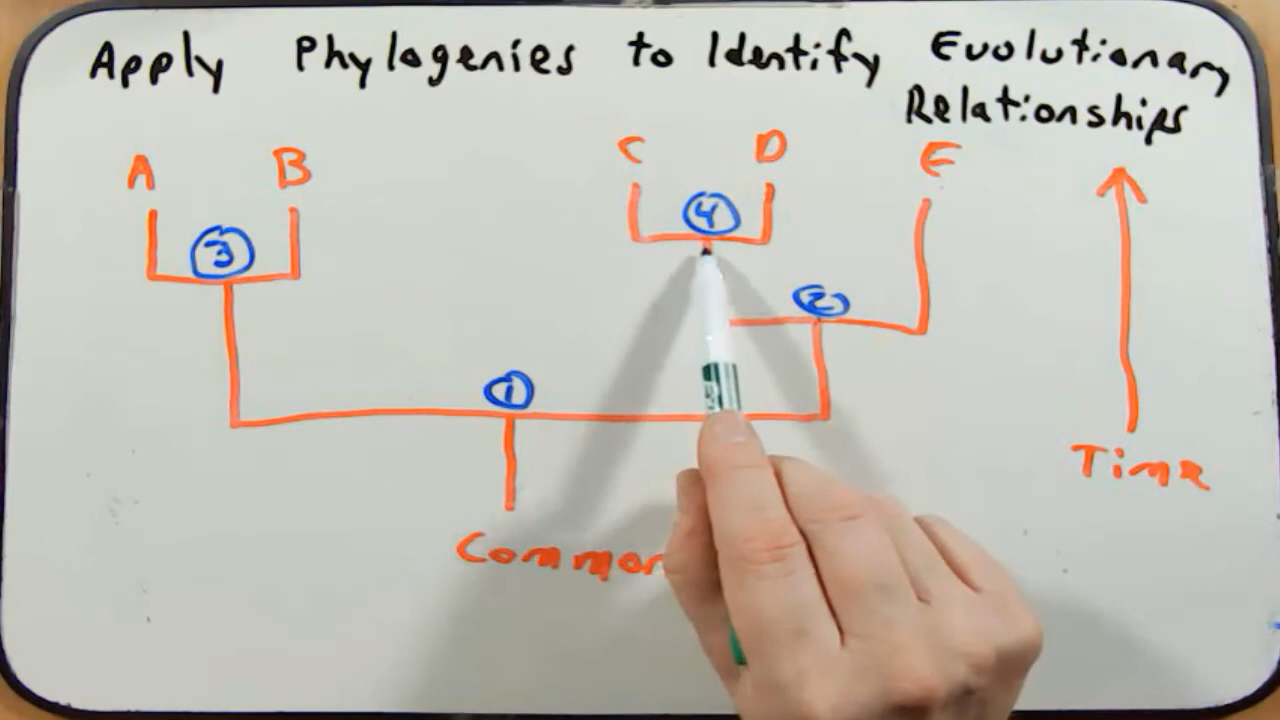 Apply Phylogenies to Identify Evolutionary
Relationships
A B C D E
3 4
2
1
Time
Common